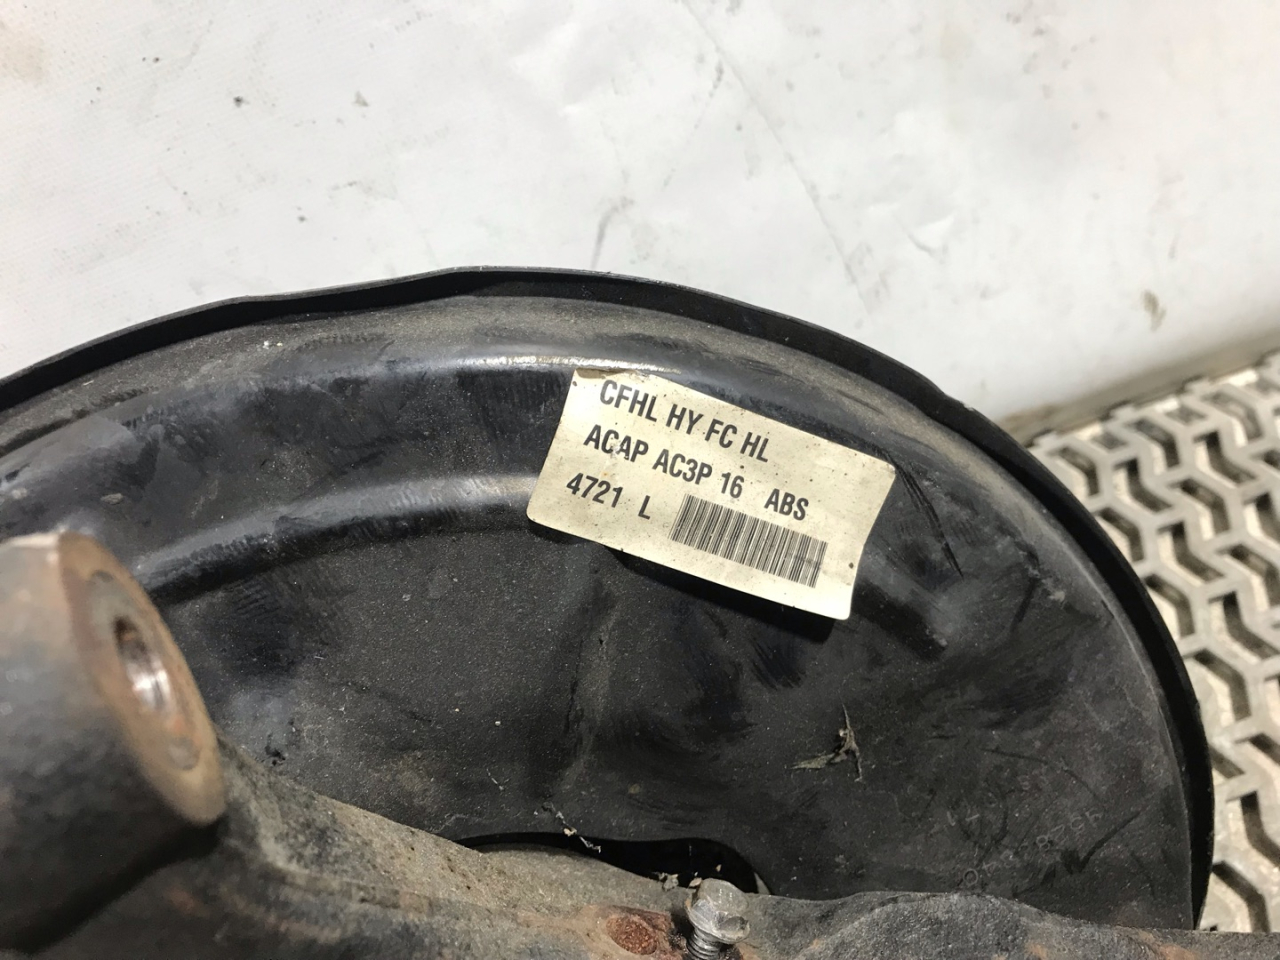 CFHL HY FC HL
ACAP AC3P 16 ABS
4721 L